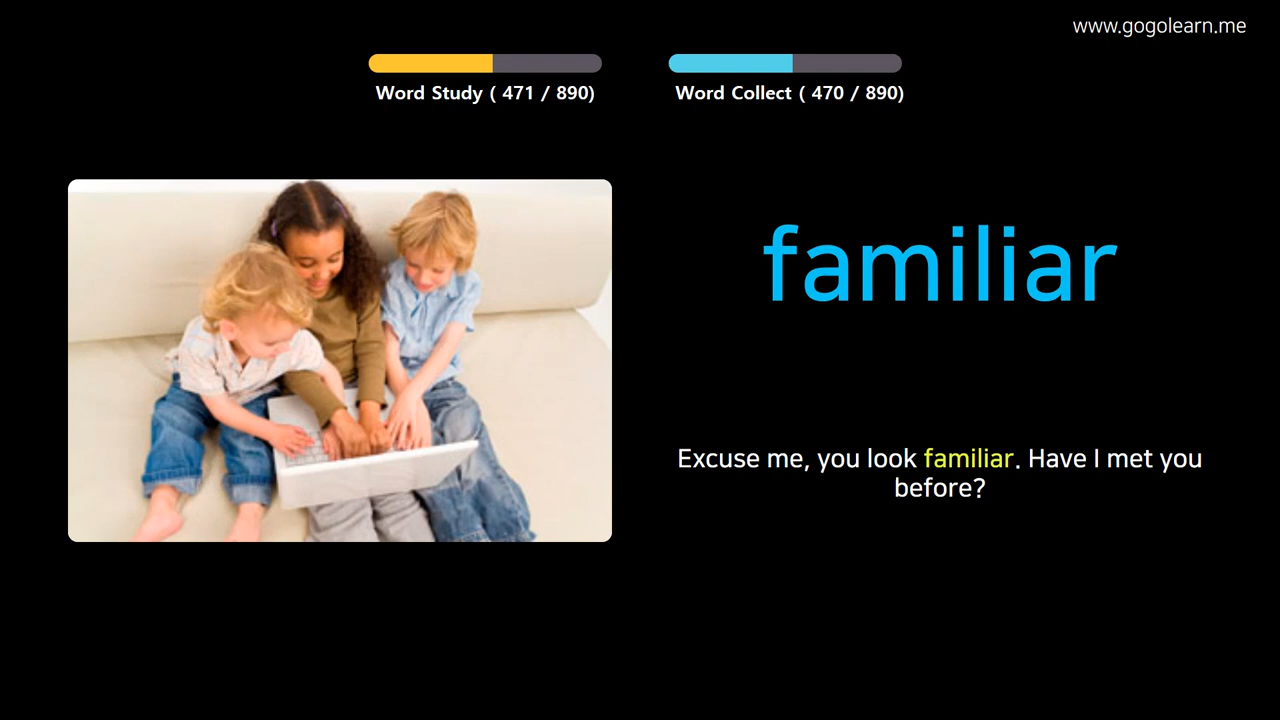 www.gogolearn.me
Word Study ( 471 / 890)
Word Collect ( 470 / 890)
familiar
Excuse me, you look familiar. Have I met you
before?